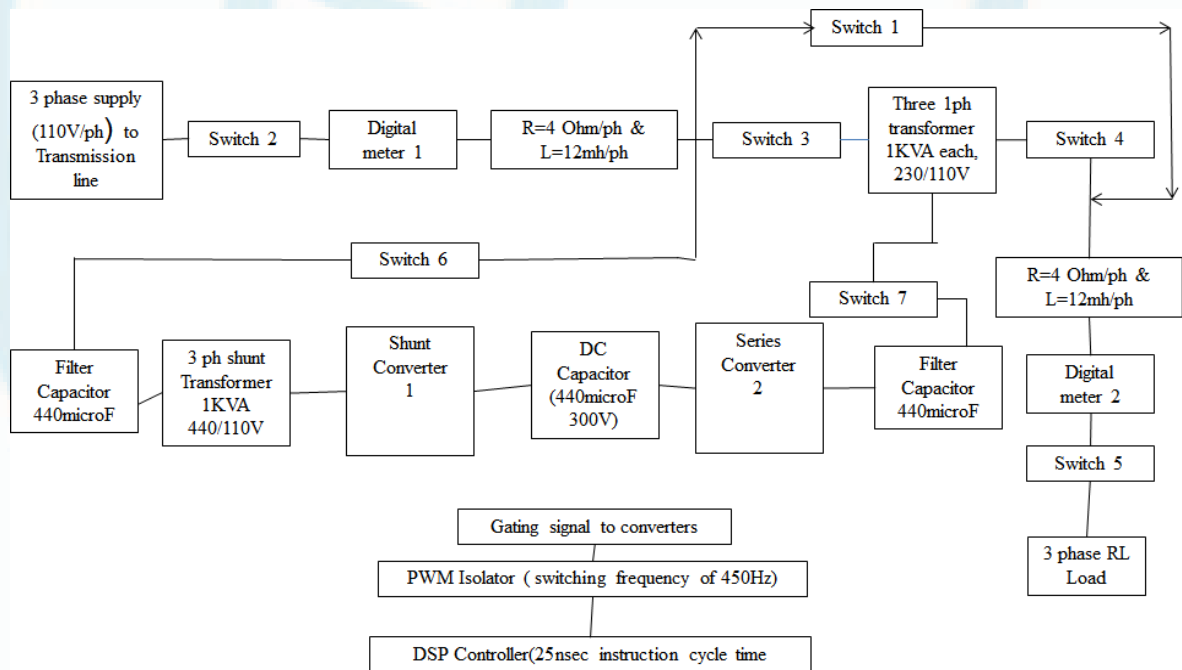 Switch 1
3 phase supply
(110V/ph) to
Transmission
line
Switch 2
Digital
meter 1
R=4 Ohm/ph &
L=12mh/ph
Switch 3
Three 1ph
transformer
1KVA each,
230/110V
Switch 4
Switch 6
Switch 7
R=4 Ohm/ph &
L=12mh/ph
Filter
Capacitor
440microF
3 ph shunt
Transformer
1KVA
440/110V
Shunt
Converter
1
DC
Capacitor
(440microF
300V)
Series
Converter
2
Filter
Capacitor
440microF
Digital
meter 2
Switch 5
3 phase RL
Load
Gating signal to converters
PWM Isolator ( switching frequency of 450Hz)
DSP Controller(25nsec instruction cycle time